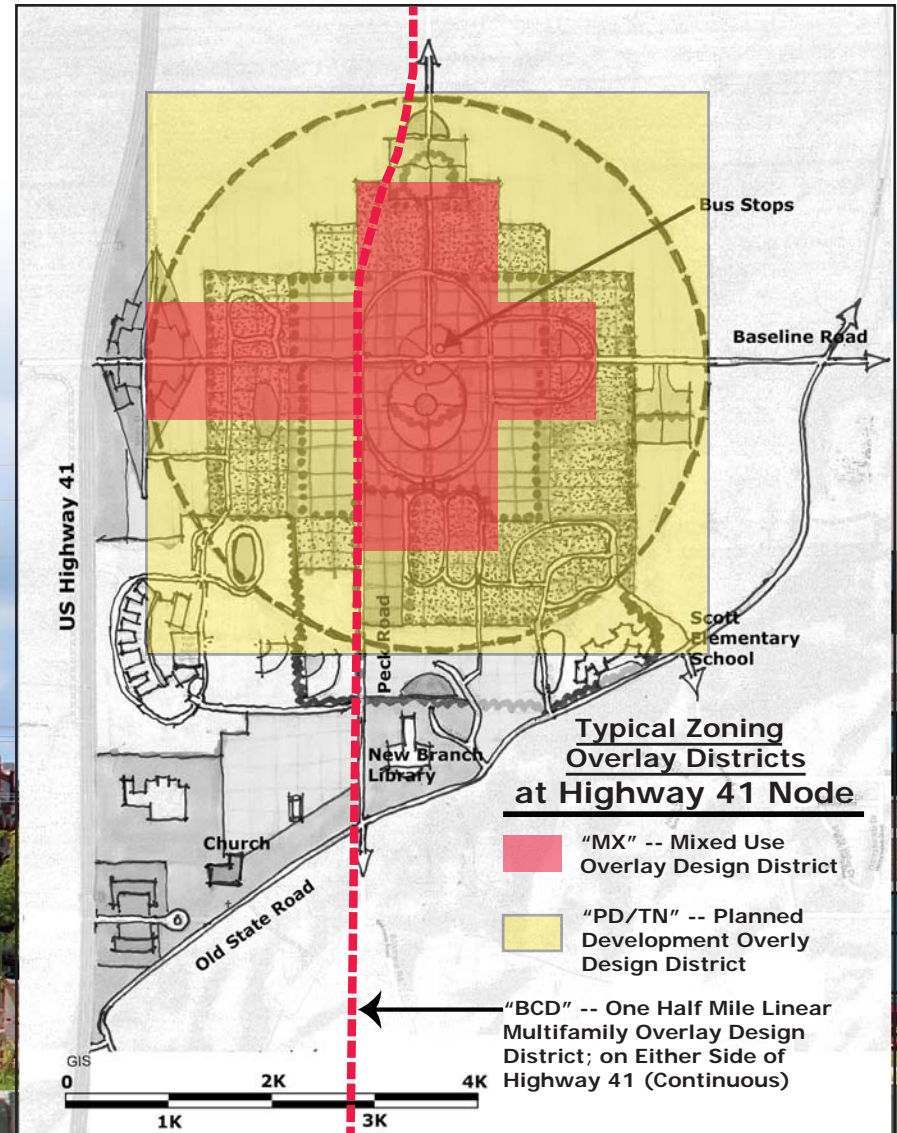 Bus Stops
Baseline Road
US Highway 41
Peck Road
Scott
Elementary
School
New Branch
Library
Church
Old State Road
Typical Zoning
Overlay Districts
at Highway 41 Node
“MX” -- Mixed Use
Overlay Design District
“PD/TN” -- Planned
Development Overly
Design District
“BCD” -- One Half Mile Linear
Multifamily Overlay Design
District; on Either Side of
Highway 41 (Continuous)
GIS
0 2K 4K
1K 3K